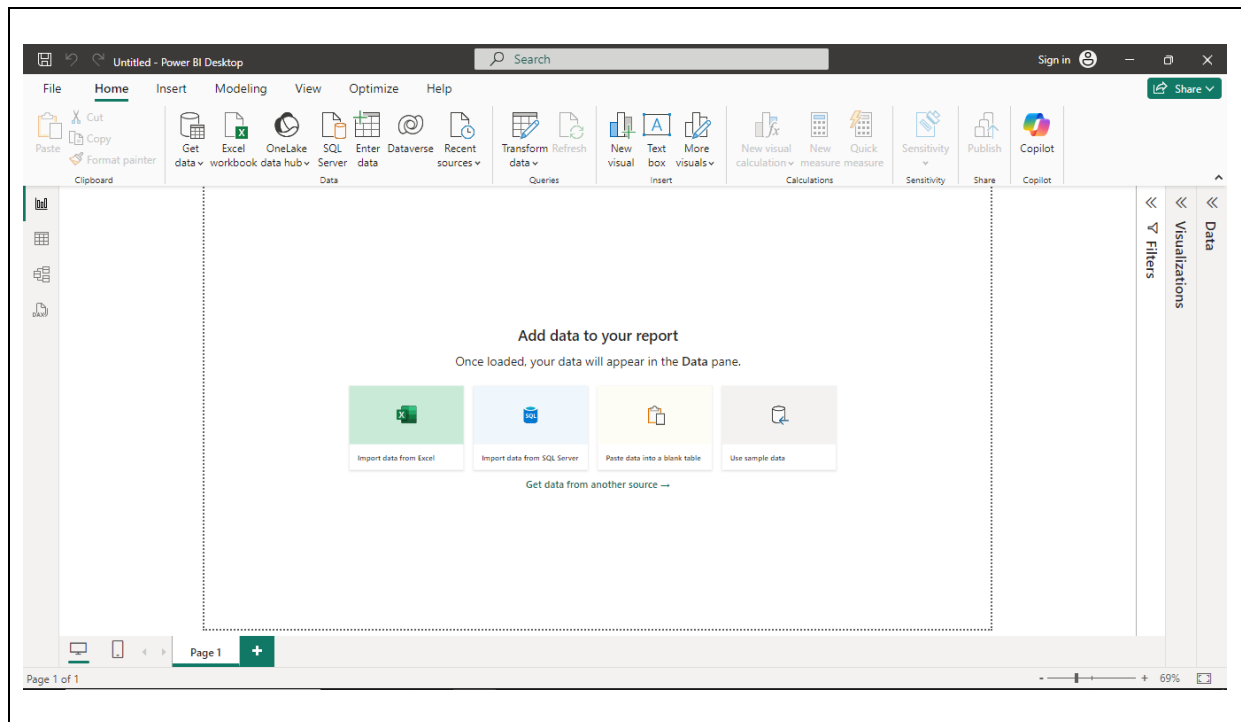 Untitled - Power BI Desktop
Search
Sign in
File Home Insert Modeling View Optimize Help
Share
Paste
Cut
Copy
Format painter
Clipboard
Get data
Excel workbook
OneLake data hub
SQL Server
Enter data
Dataverse
Recent sources
Data
Transform data
Refresh
Queries
New visual
Text box
More visuals
Insert
New visual calculation
New measure
Quick measure
Calculations
Sensitivity
Sensitivity
Publish
Share
Copilot
Copilot
Filters
Visualizations
Data
DAX
Add data to your report
Once loaded, your data will appear in the Data pane.
X
SQL
Import data from Excel
Import data from SQL Server
Paste data into a blank table
Use sample data
Get data from another source →
Page 1
+
Page 1 of 1
- + 69%